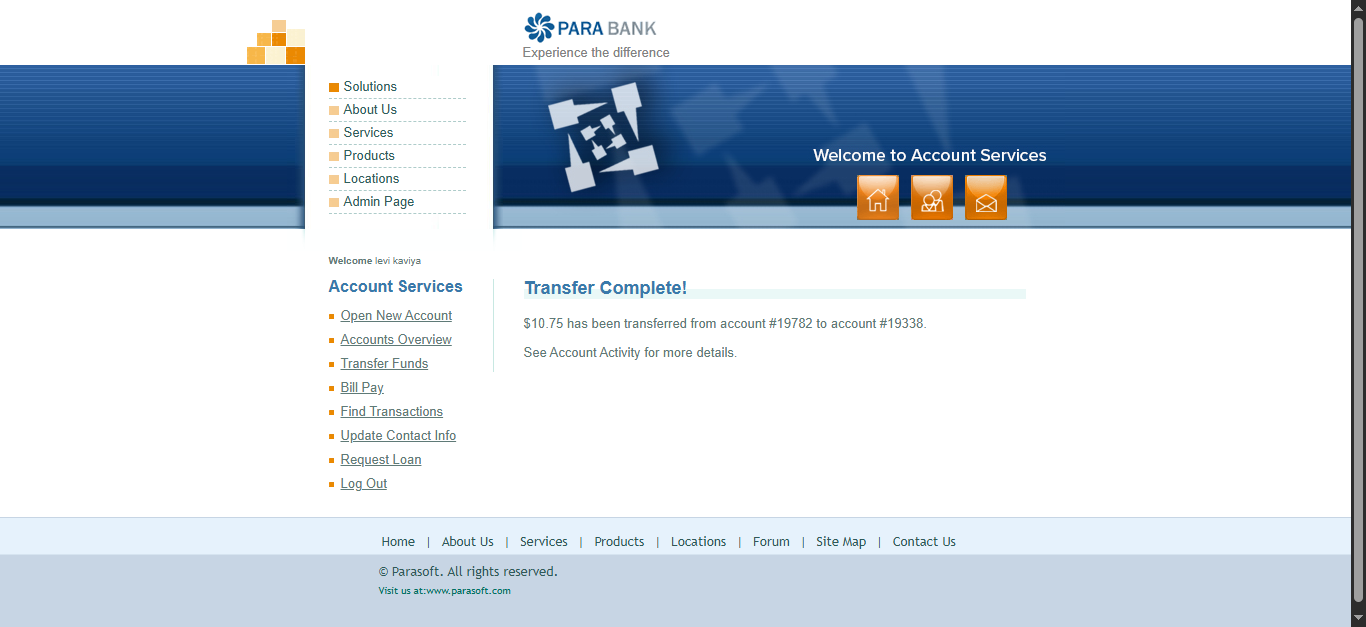 PARA BANK
Experience the difference
Solutions
About Us
Services
Products
Locations
Admin Page
Welcome to Account Services
Welcome levi kaviya
Account Services
Open New Account
Accounts Overview
Transfer Funds
Bill Pay
Find Transactions
Update Contact Info
Request Loan
Log Out
Transfer Complete!
$10.75 has been transferred from account #19782 to account #19338.
See Account Activity for more details.
Home | About Us | Services | Products | Locations | Forum | Site Map | Contact Us
© Parasoft. All rights reserved.
Visit us at:www.parasoft.com